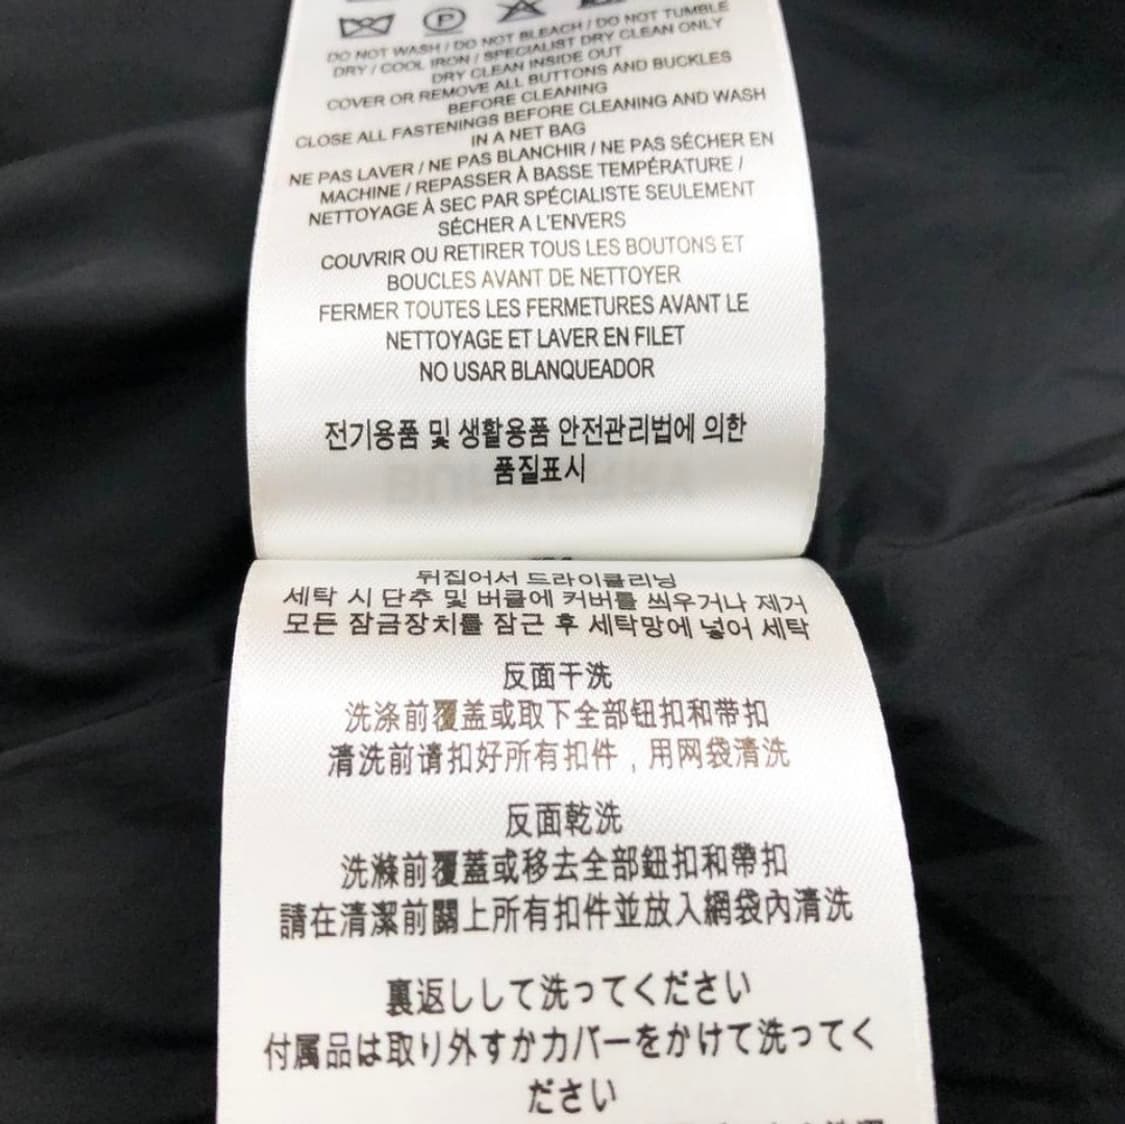 P
DO NOT WASH / DO NOT BLEACH / DO NOT TUMBLE
DRY / COOL IRON / SPECIALIST DRY CLEAN ONLY
DRY CLEAN INSIDE OUT
COVER OR REMOVE ALL BUTTONS AND BUCKLES
BEFORE CLEANING
CLOSE ALL FASTENINGS BEFORE CLEANING AND WASH
IN A NET BAG
NE PAS LAVER / NE PAS BLANCHIR / NE PAS SÉCHER EN
MACHINE / REPASSER À BASSE TEMPÉRATURE /
NETTOYAGE À SEC PAR SPÉCIALISTE SEULEMENT
SÉCHER A L'ENVERS
COUVRIR OU RETIRER TOUS LES BOUTONS ET
BOUCLES AVANT DE NETTOYER
FERMER TOUTES LES FERMETURES AVANT LE
NETTOYAGE ET LAVER EN FILET
NO USAR BLANQUEADOR
전기용품 및 생활용품 안전관리법에 의한
품질표시
뒤집어서 드라이클리닝
세탁 시 단추 및 버클에 커버를 씌우거나 제거
모든 잠금장치를 잠근 후 세탁망에 넣어 세탁
反面干洗
洗涤前覆盖或取下全部钮扣和带扣
清洗前请扣好所有扣件，用网袋清洗
反面乾洗
洗滌前覆蓋或移去全部鈕扣和帶扣
請在清潔前關上所有扣件並放入網袋內清洗
裏返しして洗ってください
付属品は取り外すかカバーをかけて洗ってく
ださい